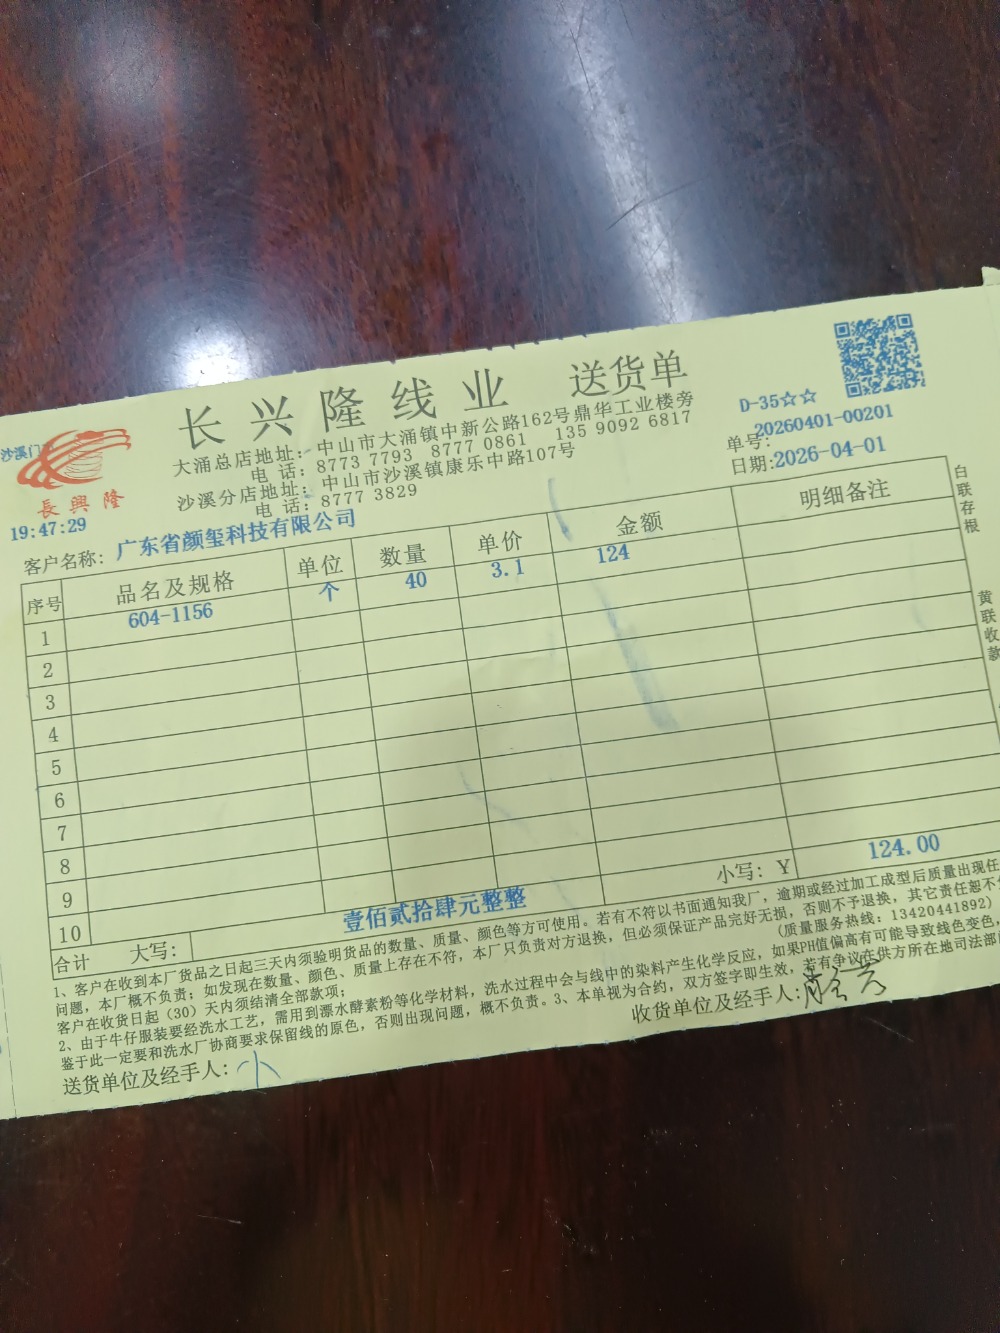 长兴隆线业 送货单
大涌总店地址：中山市大涌镇中新公路162号鼎华工业楼旁
电 话：8773 7793 8777 0861 135 9092 6817
沙溪分店地址：中山市沙溪镇康乐中路107号
电 话：8777 3829
沙溪门
長興隆
19:47:29
D-35☆☆
单号:20260401-00201
日期:2026-04-01
客户名称: 广东省颜玺科技有限公司
序号 品名及规格 单位 数量 单价 金额 明细备注
1 604-1156 个 40 3.1 124
2
3
4
5
6
7
8
9
10
小写: Y 124.00
合计 大写: 壹佰贰拾肆元整整
1、客户在收到本厂货品之日起三天内须验明货品的数量、质量、颜色等方可使用。若有不符以书面通知我厂，逾期或经过加工成型后质量出现任
问题，本厂概不负责；如发现在数量、颜色、质量上存在不符，本厂只负责对方退换，但必须保证产品完好无损，否则不予退换，其它责任恕不
客户在收货日起（30）天内须结清全部款项； (质量服务热线: 13420441892)
2、由于牛仔服装要经洗水工艺，需用到漂水酵素粉等化学材料，洗水过程中会与线中的染料产生化学反应，如果PH值偏高有可能导致线色变色，
鉴于此一定要和洗水厂协商要求保留线的原色，否则出现问题，概不负责。3、本单视为合约，双方签字即生效，若有争议在供方所在地司法部
送货单位及经手人: 小
收货单位及经手人:
白联存根
黄联收款